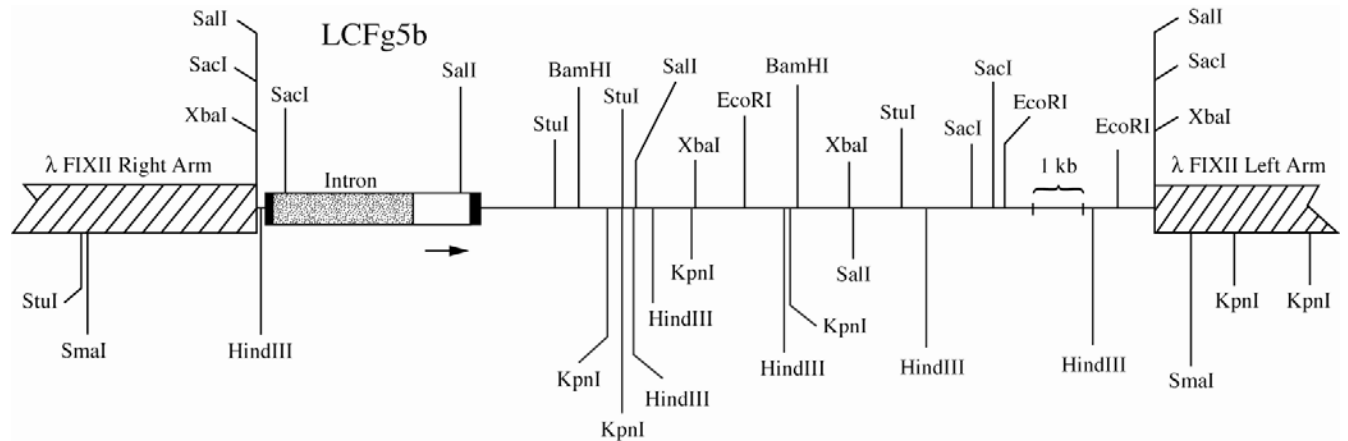 SalI
LCFg5b
SalI
SacI
SalI
SalI
BamHI
BamHI
SacI
SacI
XbaI
SacI
StuI
EcoRI
EcoRI
XbaI
StuI
XbaI
XbaI
StuI
SacI
EcoRI
λ FIXII Right Arm
Intron
1 kb
λ FIXII Left Arm
StuI
KpnI
SalI
KpnI
KpnI
HindIII
KpnI
SmaI
HindIII
HindIII
HindIII
HindIII
KpnI
HindIII
SmaI
KpnI